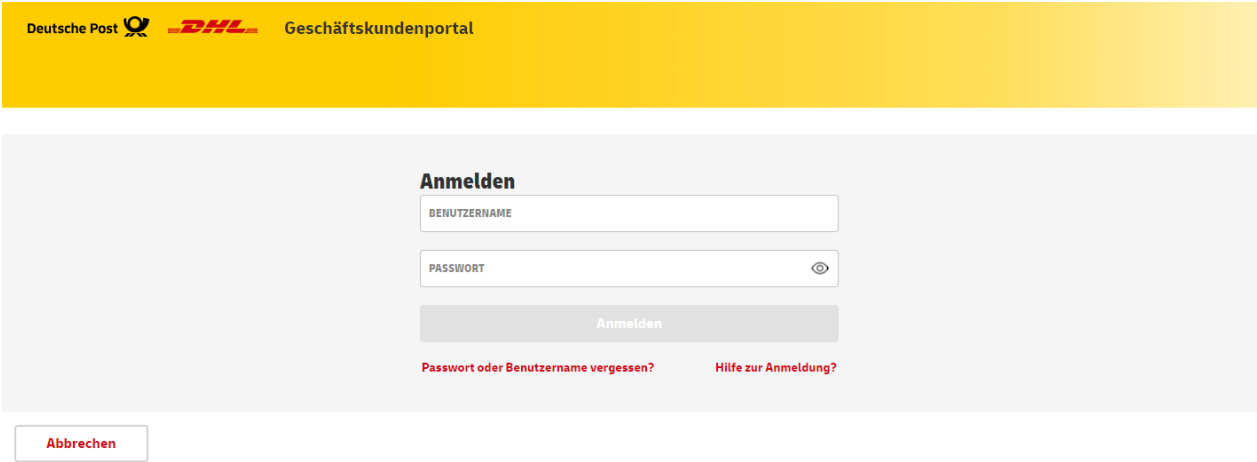 Deutsche Post DHL Geschäftskundenportal
Anmelden
BENUTZERNAME
PASSWORT
Anmelden
Passwort oder Benutzername vergessen? Hilfe zur Anmeldung?
Abbrechen